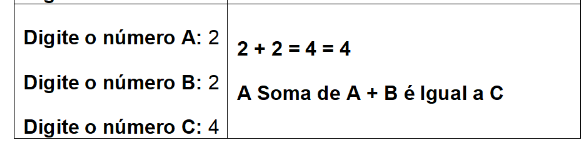 Digite o número A: 2
Digite o número B: 2
Digite o número C: 4
2 + 2 = 4 = 4
A Soma de A + B é Igual a C